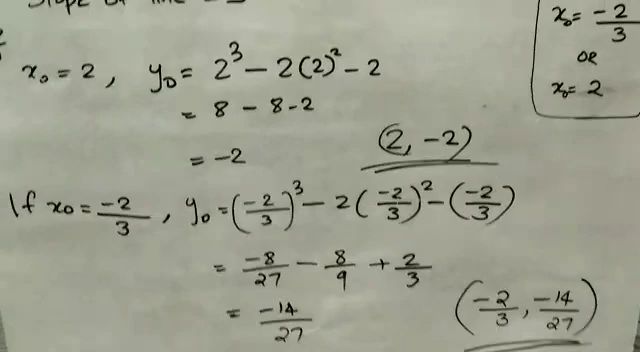 x₀ = -2/3
OR
x₀ = 2
x₀ = 2, y₀ = 2³ - 2(2)² - 2
= 8 - 8 - 2
= -2 (2, -2)
If x₀ = -2/3, y₀ = (-2/3)³ - 2(-2/3)² - (-2/3)
= -8/27 - 8/9 + 2/3
= -14/27 (-2/3, -14/27)